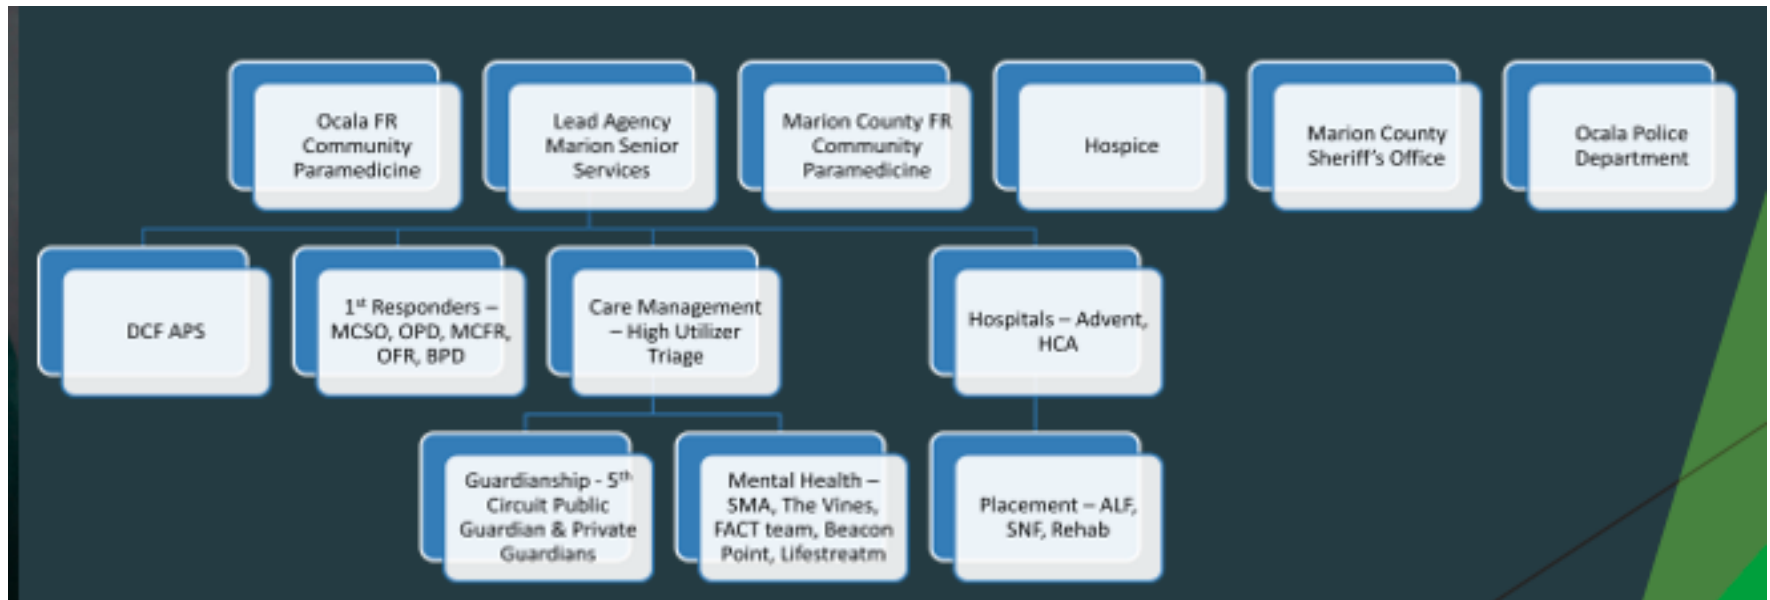 Ocala FR
Community
Paramedicine
Lead Agency
Marion Senior
Services
Marion County FR
Community
Paramedicine
Hospice
Marion County
Sheriff's Office
Ocala Police
Department
DCF APS
1st Responders –
MCSO, OPD, MCFR,
OFR, BPD
Care Management
– High Utilizer
Triage
Hospitals – Advent,
HCA
Guardianship - 5th
Circuit Public
Guardian & Private
Guardians
Mental Health –
SMA, The Vines,
FACT team, Beacon
Point, Lifestreatm
Placement – ALF,
SNF, Rehab